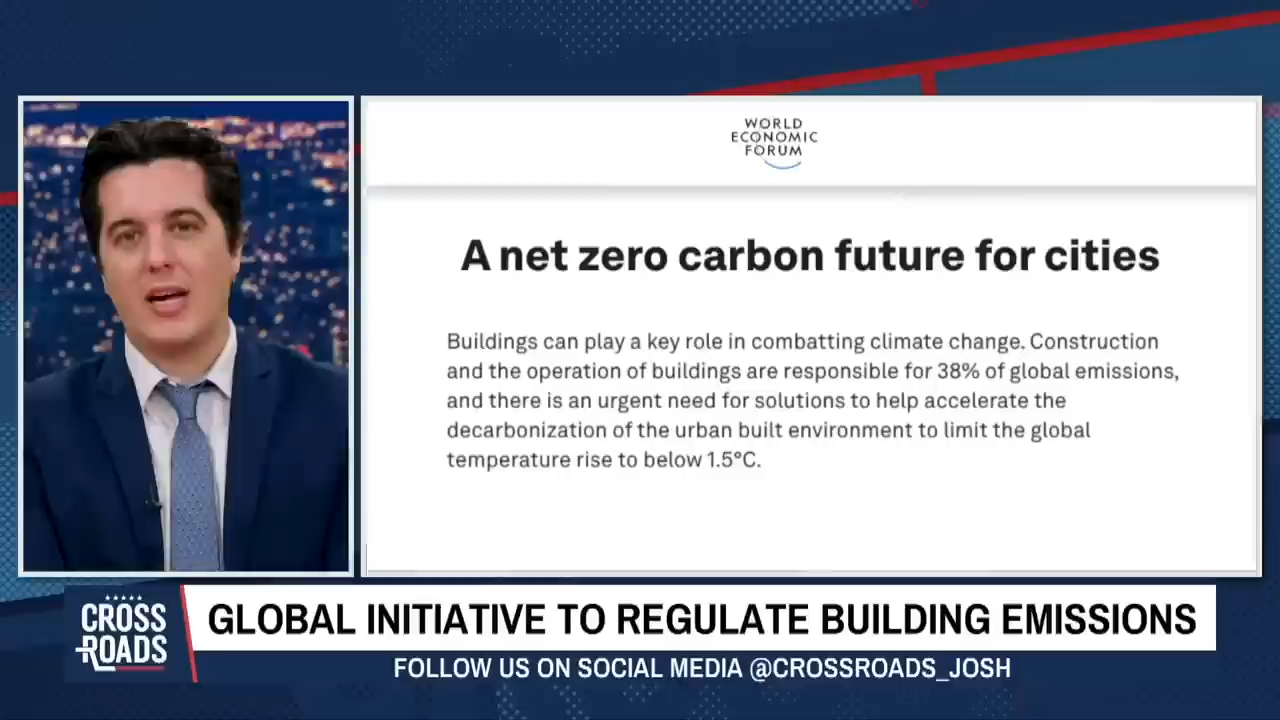 WORLD
ECONOMIC
FORUM
A net zero carbon future for cities
Buildings can play a key role in combatting climate change. Construction
and the operation of buildings are responsible for 38% of global emissions,
and there is an urgent need for solutions to help accelerate the
decarbonization of the urban built environment to limit the global
temperature rise to below 1.5°C.
CROSS
ROADS
GLOBAL INITIATIVE TO REGULATE BUILDING EMISSIONS
FOLLOW US ON SOCIAL MEDIA @CROSSROADS_JOSH